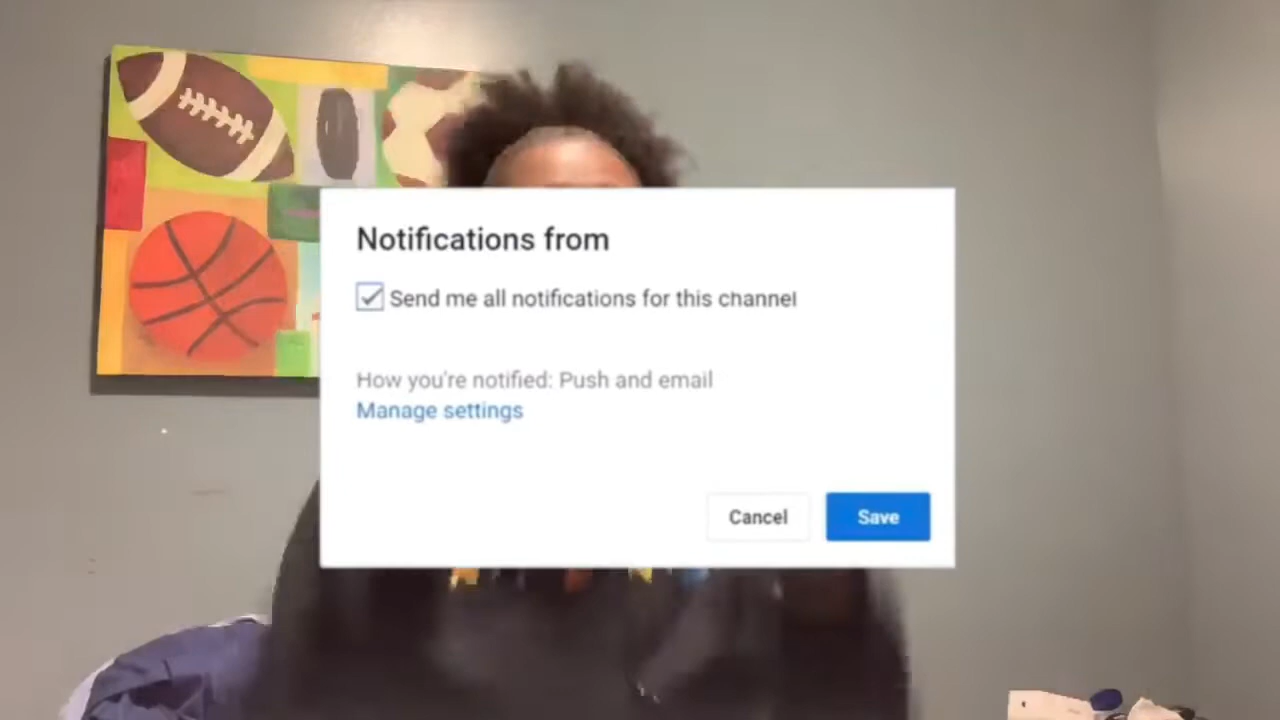 Notifications from
Send me all notifications for this channel
How you're notified: Push and email
Manage settings
Cancel
Save